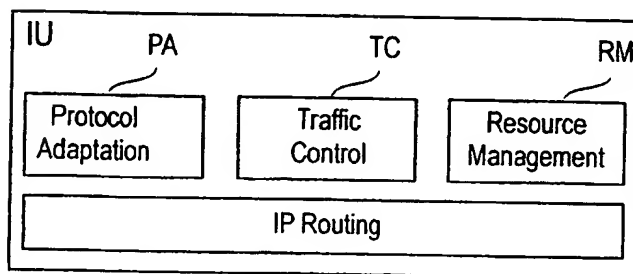 IU
PA
TC
RM
Protocol
Adaptation
Traffic
Control
Resource
Management
IP Routing